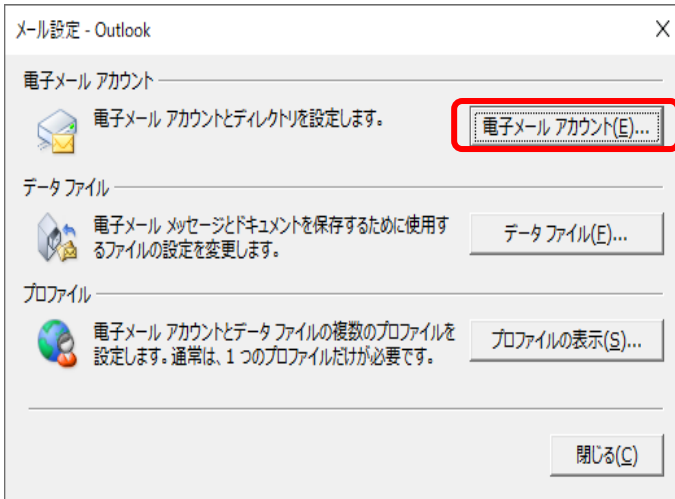 メール設定 - Outlook
電子メール アカウント
電子メール アカウントとディレクトリを設定します。
電子メール アカウント(E)...
データ ファイル
電子メール メッセージとドキュメントを保存するために使用す
るファイルの設定を変更します。
データ ファイル(F)...
プロファイル
電子メール アカウントとデータ ファイルの複数のプロファイルを
設定します。通常は、1 つのプロファイルだけが必要です。
プロファイルの表示(S)...
閉じる(C)